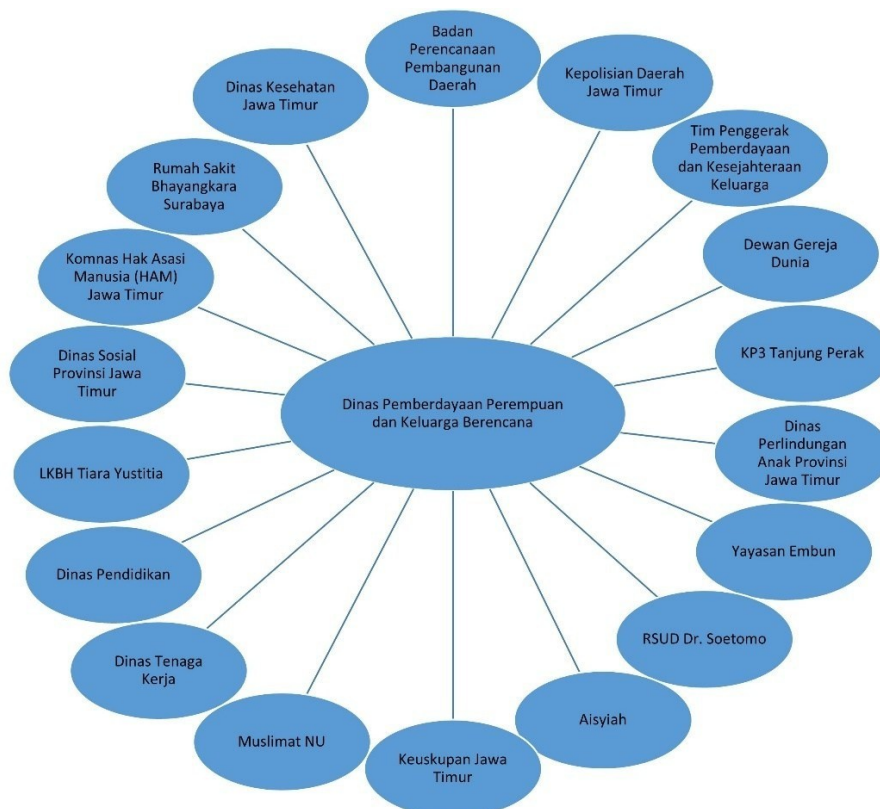 Badan
Perencanaan
Pembangunan
Daerah
Kepolisian Daerah
Jawa Timur
Tim Penggerak
Pemberdayaan
dan Kesejahteraan
Keluarga
Dewan Gereja
Dunia
KP3 Tanjung Perak
Dinas
Perlindungan
Anak Provinsi
Jawa Timur
Yayasan Embun
RSUD Dr. Soetomo
Aisyiah
Keuskupan Jawa
Timur
Muslimat NU
Dinas Tenaga
Kerja
Dinas Pendidikan
LKBH Tiara Yustitia
Dinas Sosial
Provinsi Jawa
Timur
Komnas Hak Asasi
Manusia (HAM)
Jawa Timur
Rumah Sakit
Bhayangkara
Surabaya
Dinas Kesehatan
Jawa Timur
Dinas Pemberdayaan Perempuan
dan Keluarga Berencana